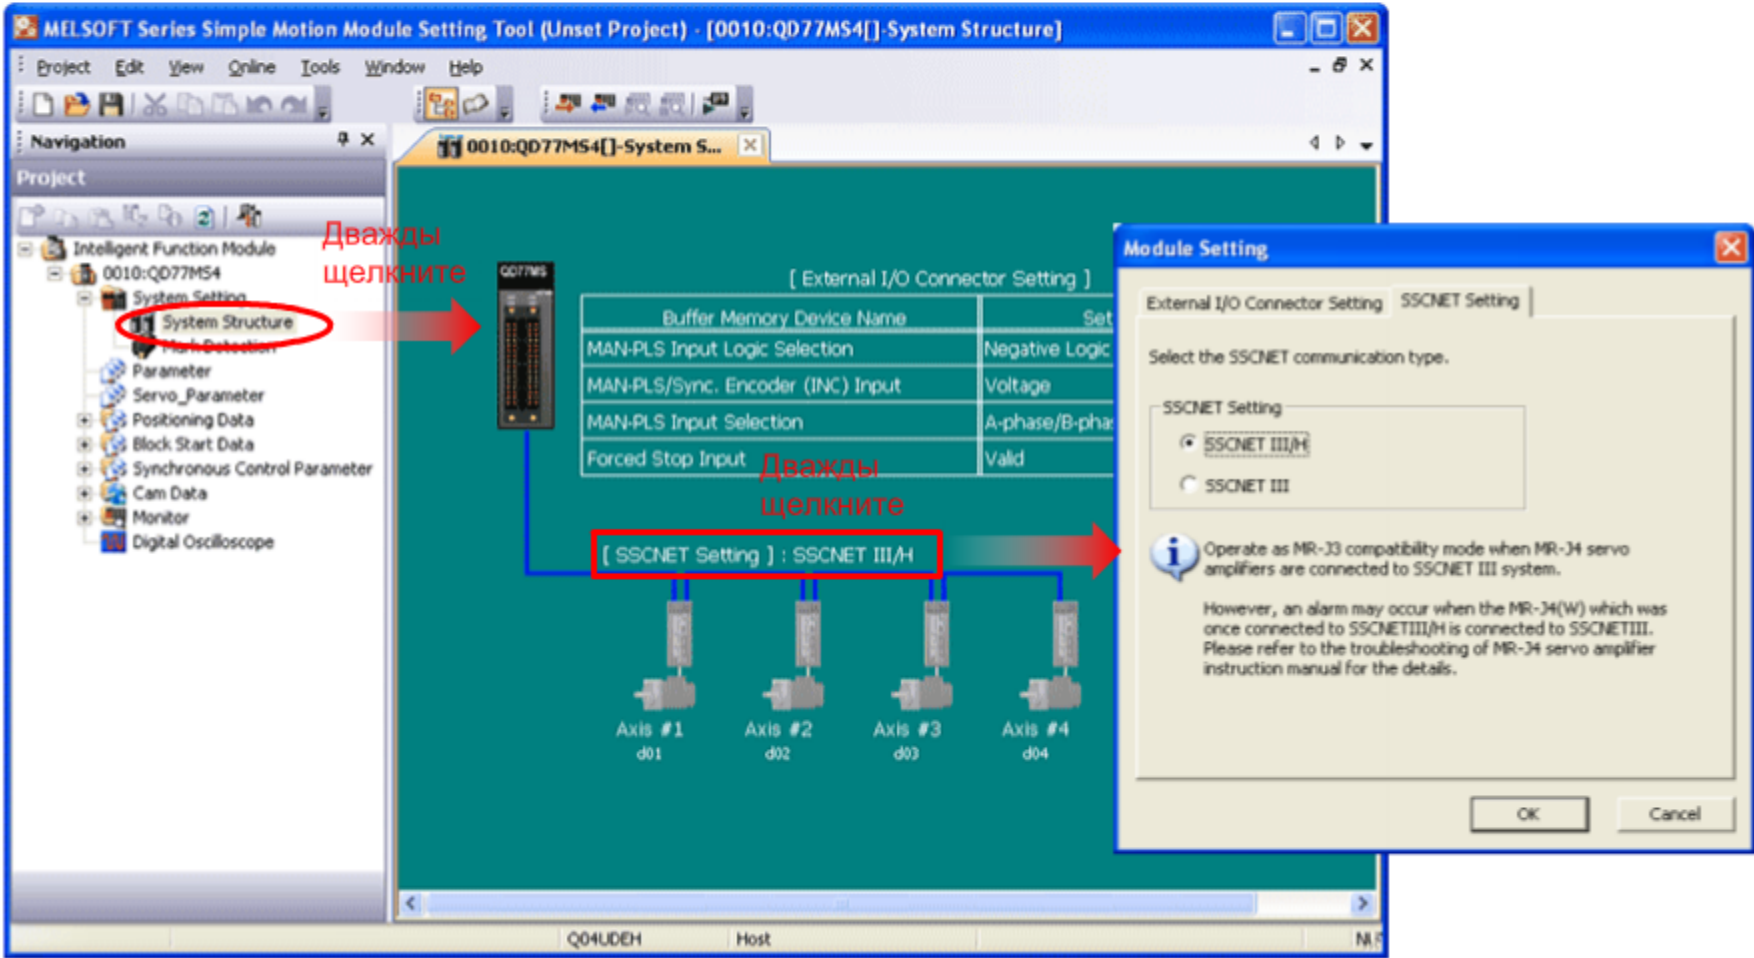 MELSOFT Series Simple Motion Module Setting Tool (Unset Project) - [0010:QD77MS4[]-System Structure]
Project Edit View Online Tools Window Help
Navigation
0010:QD77MS4[]-System S...
Project
Intelligent Function Module
0010:QD77MS4
System Setting
System Structure
Mark Detection
Parameter
Servo_Parameter
Positioning Data
Block Start Data
Synchronous Control Parameter
Cam Data
Monitor
Digital Oscilloscope
Дважды
щелкните
QD77MS
[ External I/O Connector Setting ]
Buffer Memory Device Name Set
MAN-PLS Input Logic Selection Negative Logic
MAN-PLS/Sync. Encoder (INC) Input Voltage
MAN-PLS Input Selection A-phase/B-phas
Forced Stop Input Valid
Дважды
щелкните
[ SSCNET Setting ] : SSCNET III/H
Axis #1 Axis #2 Axis #3 Axis #4
d01 d02 d03 d04
Module Setting
External I/O Connector Setting SSCNET Setting
Select the SSCNET communication type.
SSCNET Setting
SSCNET III/H
SSCNET III
Operate as MR-J3 compatibility mode when MR-J4 servo
amplifiers are connected to SSCNET III system.
However, an alarm may occur when the MR-J4(W) which was
once connected to SSCNETIII/H is connected to SSCNETIII.
Please refer to the troubleshooting of MR-J4 servo amplifier
instruction manual for the details.
OK Cancel
Q04UDEH Host